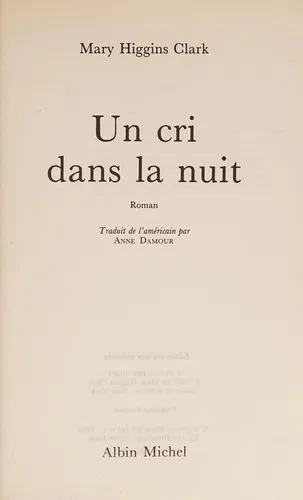 Mary Higgins Clark
Un cri
dans la nuit
Roman
Traduit de l'américain par
Anne Damour
Albin Michel